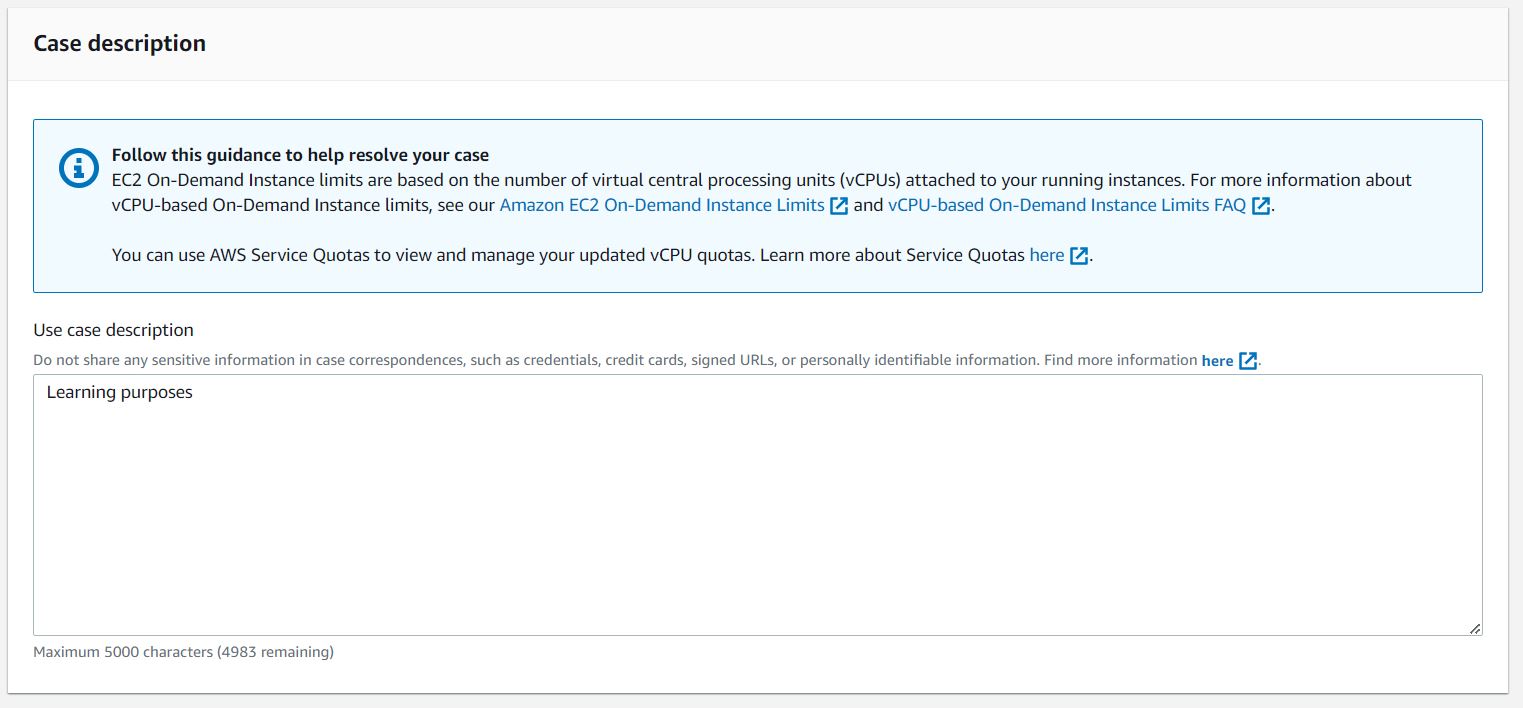 Case description
Follow this guidance to help resolve your case
EC2 On-Demand Instance limits are based on the number of virtual central processing units (vCPUs) attached to your running instances. For more information about
vCPU-based On-Demand Instance limits, see our Amazon EC2 On-Demand Instance Limits and vCPU-based On-Demand Instance Limits FAQ.
You can use AWS Service Quotas to view and manage your updated vCPU quotas. Learn more about Service Quotas here.
Use case description
Do not share any sensitive information in case correspondences, such as credentials, credit cards, signed URLs, or personally identifiable information. Find more information here.
Learning purposes
Maximum 5000 characters (4983 remaining)